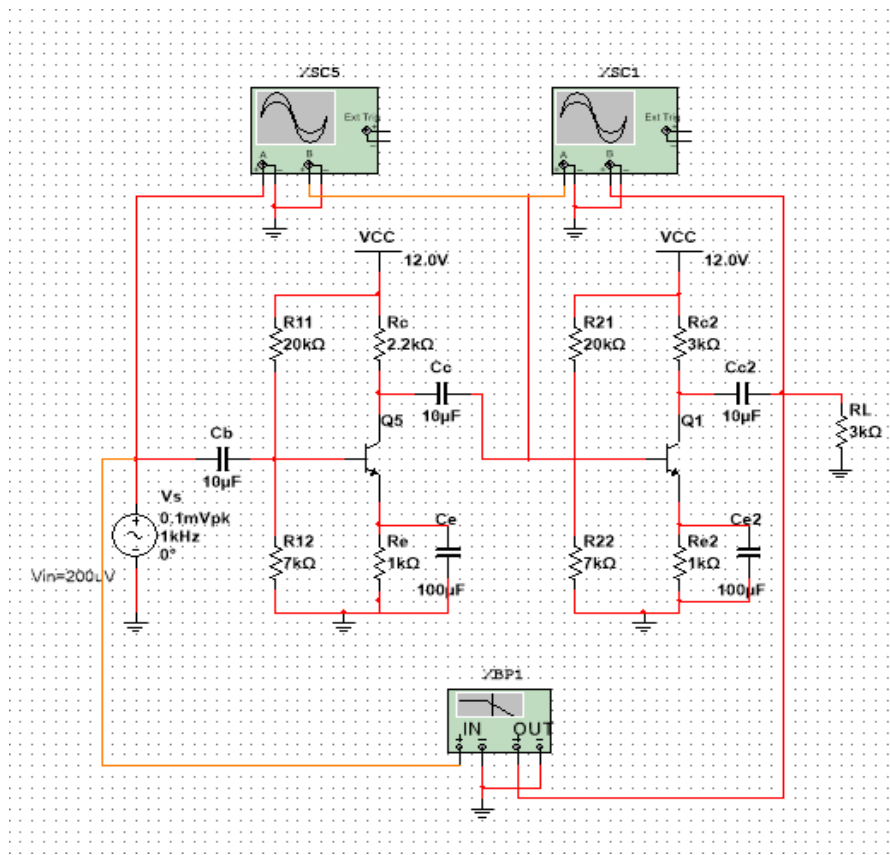 XSC5
XSC1
Ext Trig
Ext Trig
A
B
A
B
VCC
12.0V
VCC
12.0V
R11
20kΩ
Rc
2.2kΩ
R21
20kΩ
Rc2
3kΩ
Cc
10µF
Cc2
10µF
RL
3kΩ
Q5
Q1
Cb
10µF
Vs
0.1mVpk
1kHz
0°
Vin=200uV
R12
7kΩ
Re
1kΩ
Ce
100µF
R22
7kΩ
Re2
1kΩ
Ce2
100µF
XBP1
IN
OUT